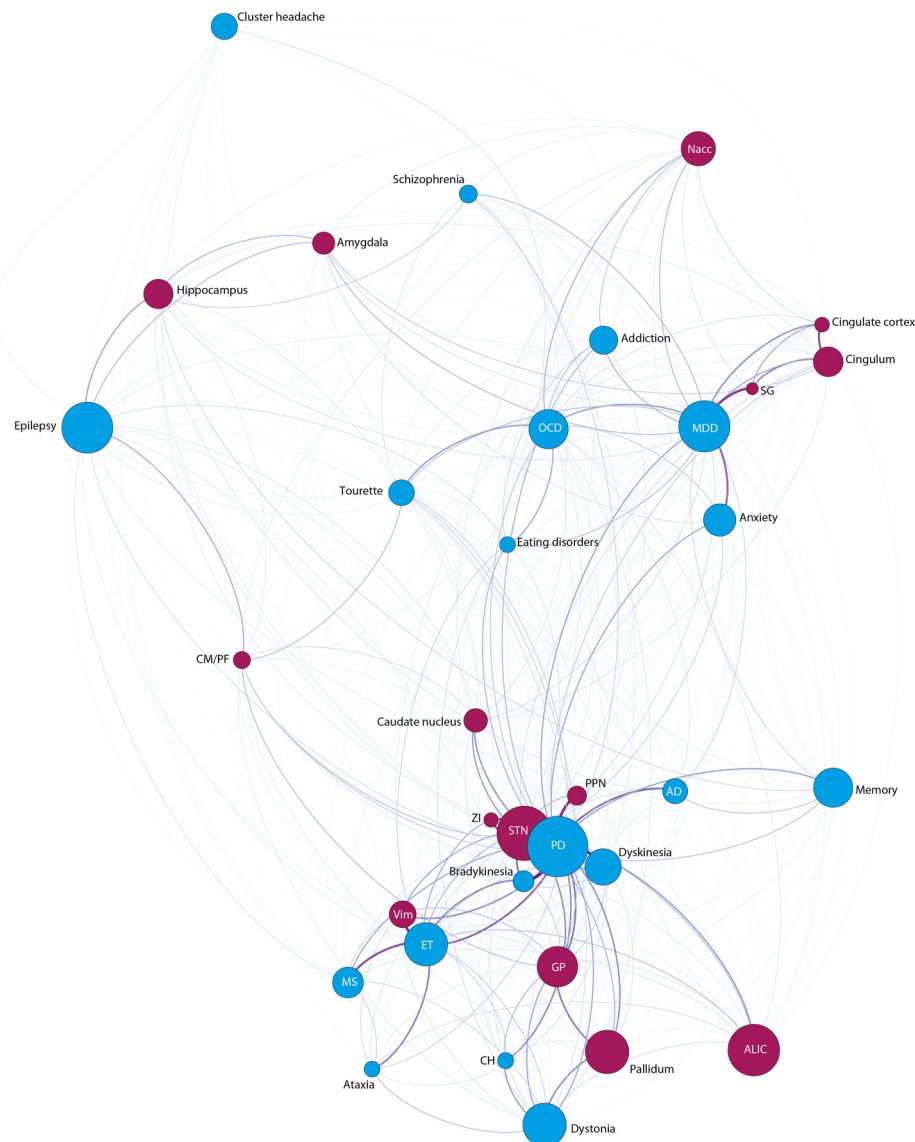 Cluster headache
Nacc
Schizophrenia
Amygdala
Hippocampus
Cingulate cortex
Addiction
Cingulum
SG
Epilepsy
OCD
MDD
Tourette
Anxiety
Eating disorders
CM/PF
Caudate nucleus
PPN
AD
Memory
ZI
STN
PD
Dyskinesia
Bradykinesia
Vim
ET
GP
MS
CH
ALIC
Pallidum
Ataxia
Dystonia